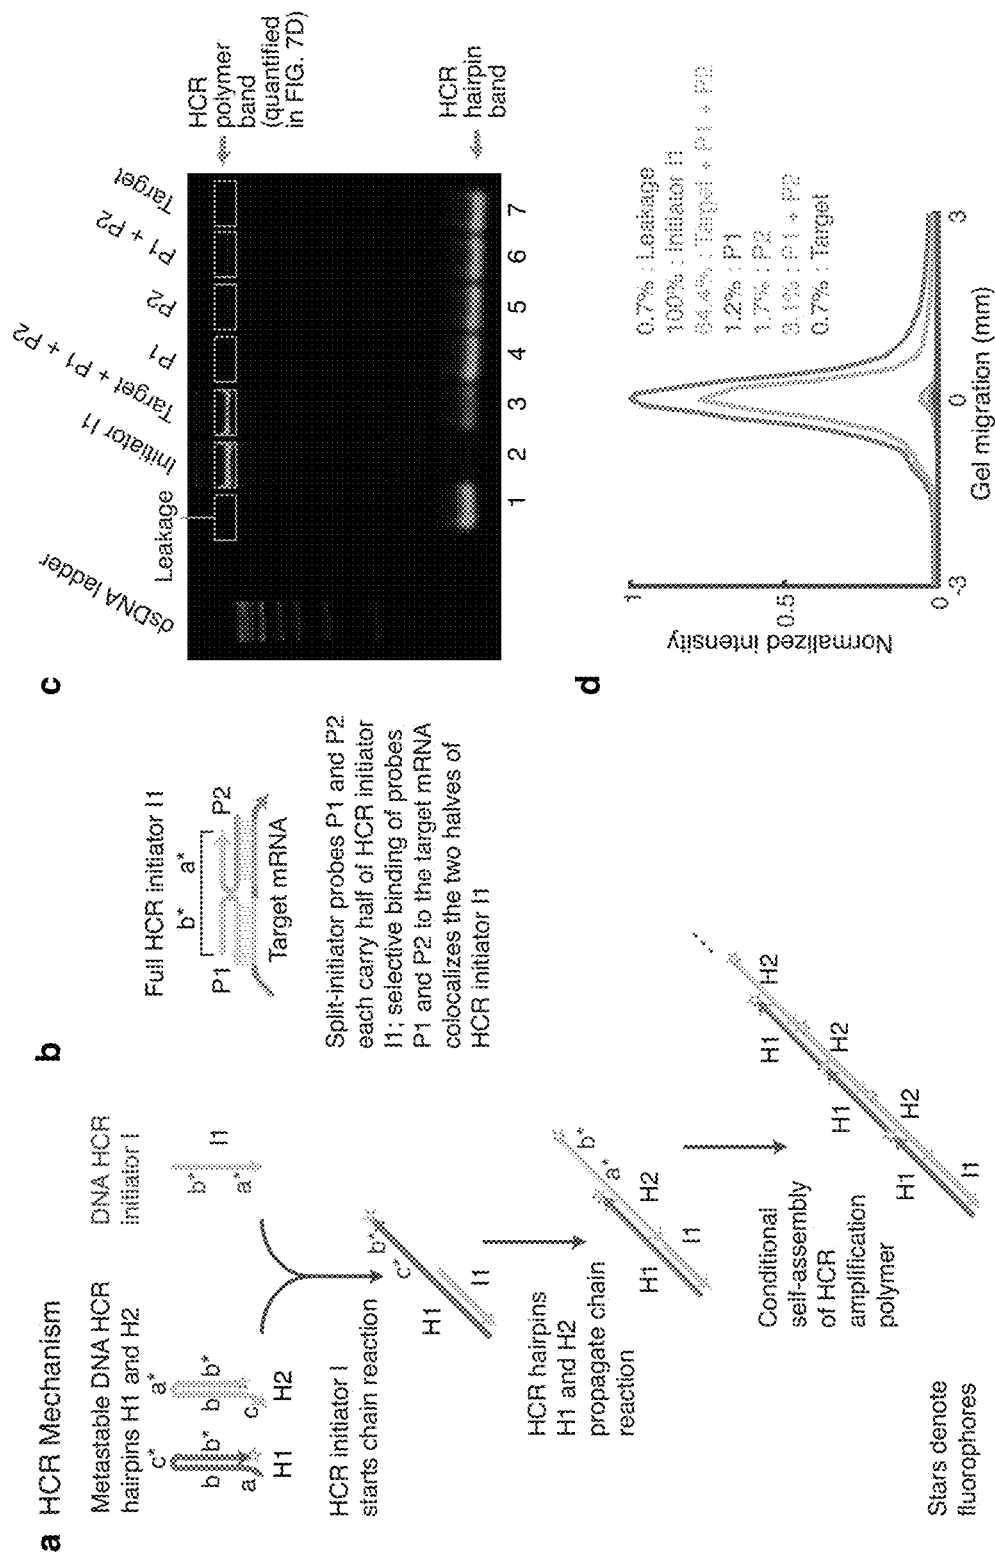 a HCR Mechanism
Metastable DNA HCR
hairpins H1 and H2
DNA HCR
initiator I
c*
b b*
a
H1
a*
b b*
c
H2
b*
a*
I1
HCR initiator I
starts chain reaction
H1
c*
b*
I1
HCR hairpins
H1 and H2
propagate chain
reaction
H1
I1
H2
a*
b*
Conditional
self-assembly
of HCR
amplification
polymer
H1
H1
H1
I1
H2
H2
H2
Stars denote
fluorophores
b
Full HCR initiator I1
b* a*
P1
P2
Target mRNA
Split-initiator probes P1 and P2
each carry half of HCR initiator
I1; selective binding of probes
P1 and P2 to the target mRNA
colocalizes the two halves of
HCR initiator I1
c
dsDNA ladder
Leakage
Initiator I1
Target + P1 + P2
P1
P2
P1 + P2
Target
HCR
polymer
band
(quantified
in FIG. 7D)
HCR
hairpin
band
1 2 3 4 5 6 7
d
Normalized intensity
1
0.5
0
-3 0 3
Gel migration (mm)
0.7% : Leakage
100% : Initiator I1
: Target + P1 + P2
1.2% : P1
1.7% : P2
: P1 + P2
0.7% : Target